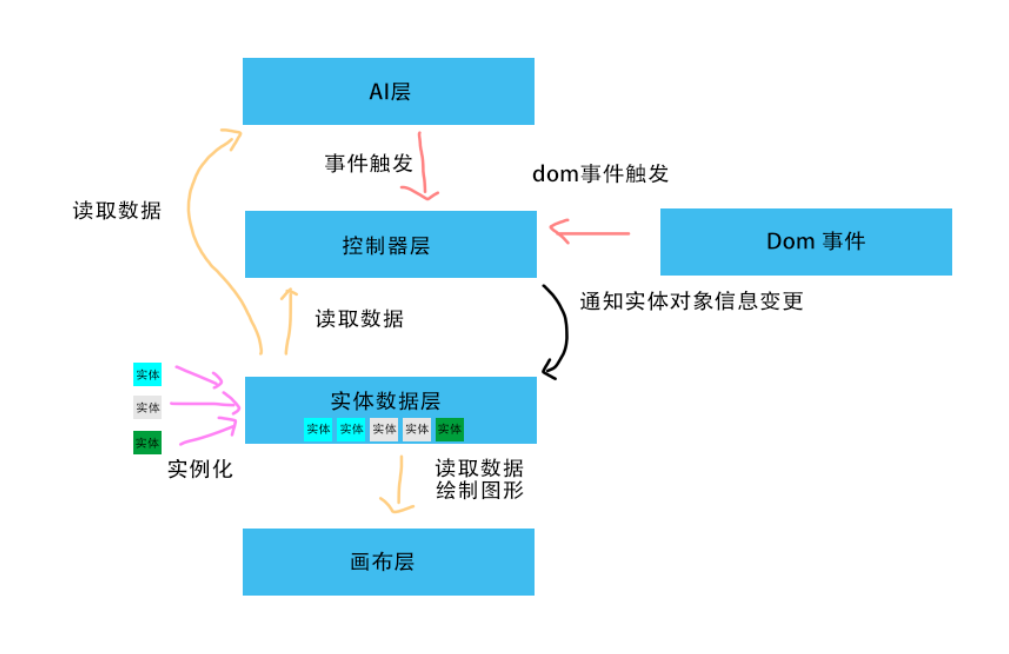 AI层
事件触发
dom事件触发
读取数据
控制器层
Dom 事件
通知实体对象信息变更
读取数据
实体
实体
实体
实例化
实体数据层
实体 实体 实体 实体 实体
读取数据
绘制图形
画布层